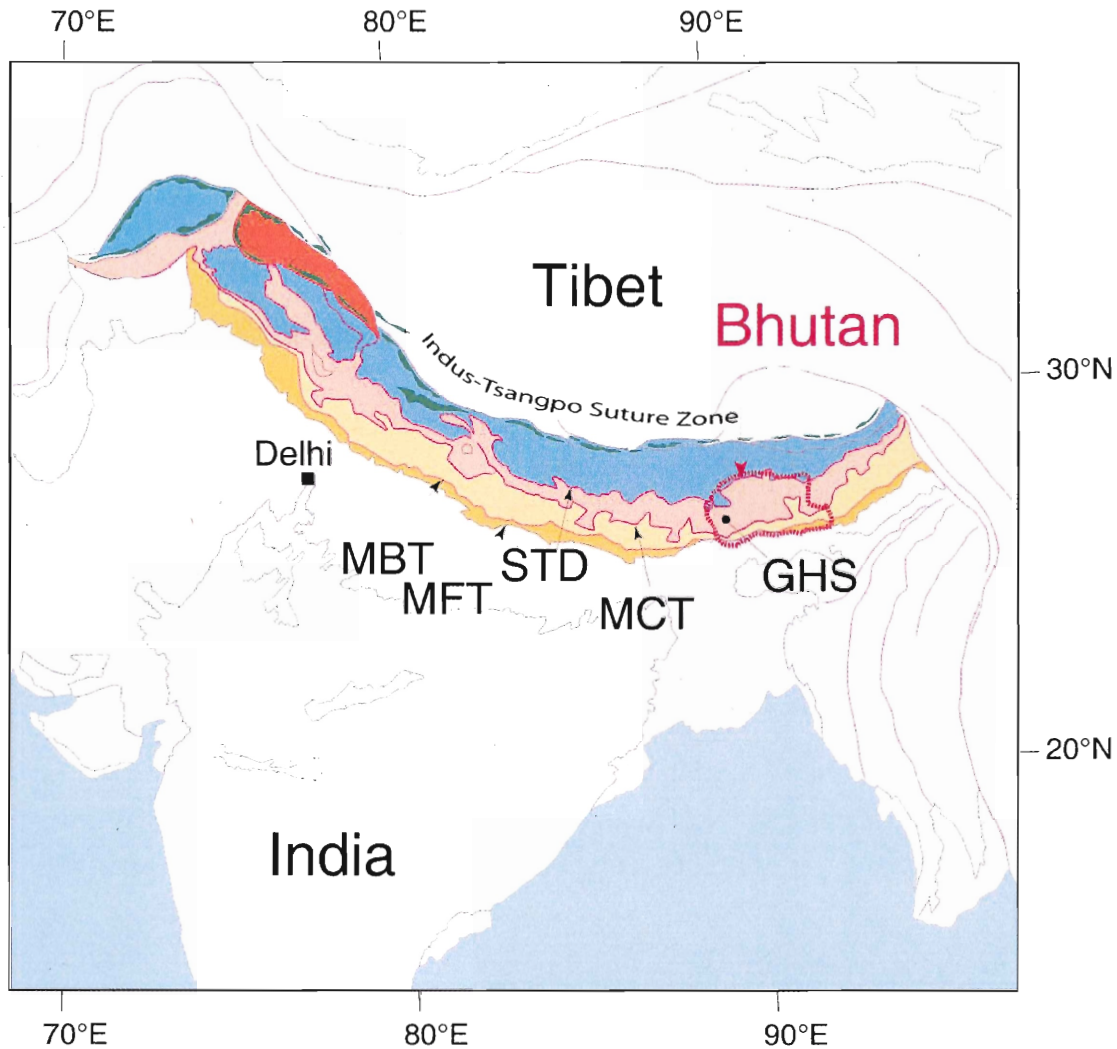 70°E
80°E
90°E
Tibet
Bhutan
Indus-Tsangpo Suture Zone
30°N
Delhi
MBT
STD
MFT
GHS
MCT
20°N
India
70°E
80°E
90°E